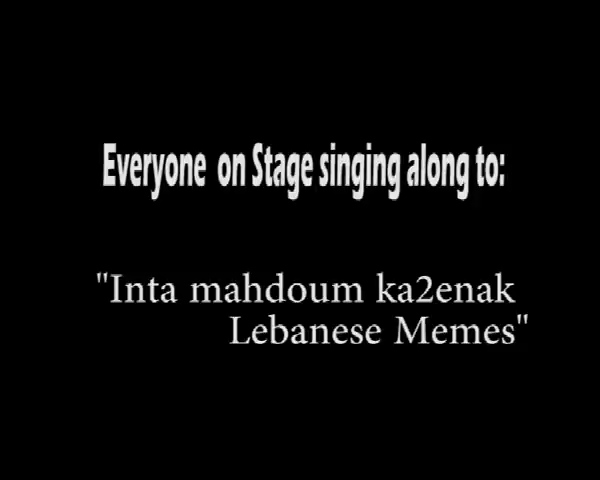 Everyone on Stage singing along to:
"Inta mahdoum ka2enak
Lebanese Memes"